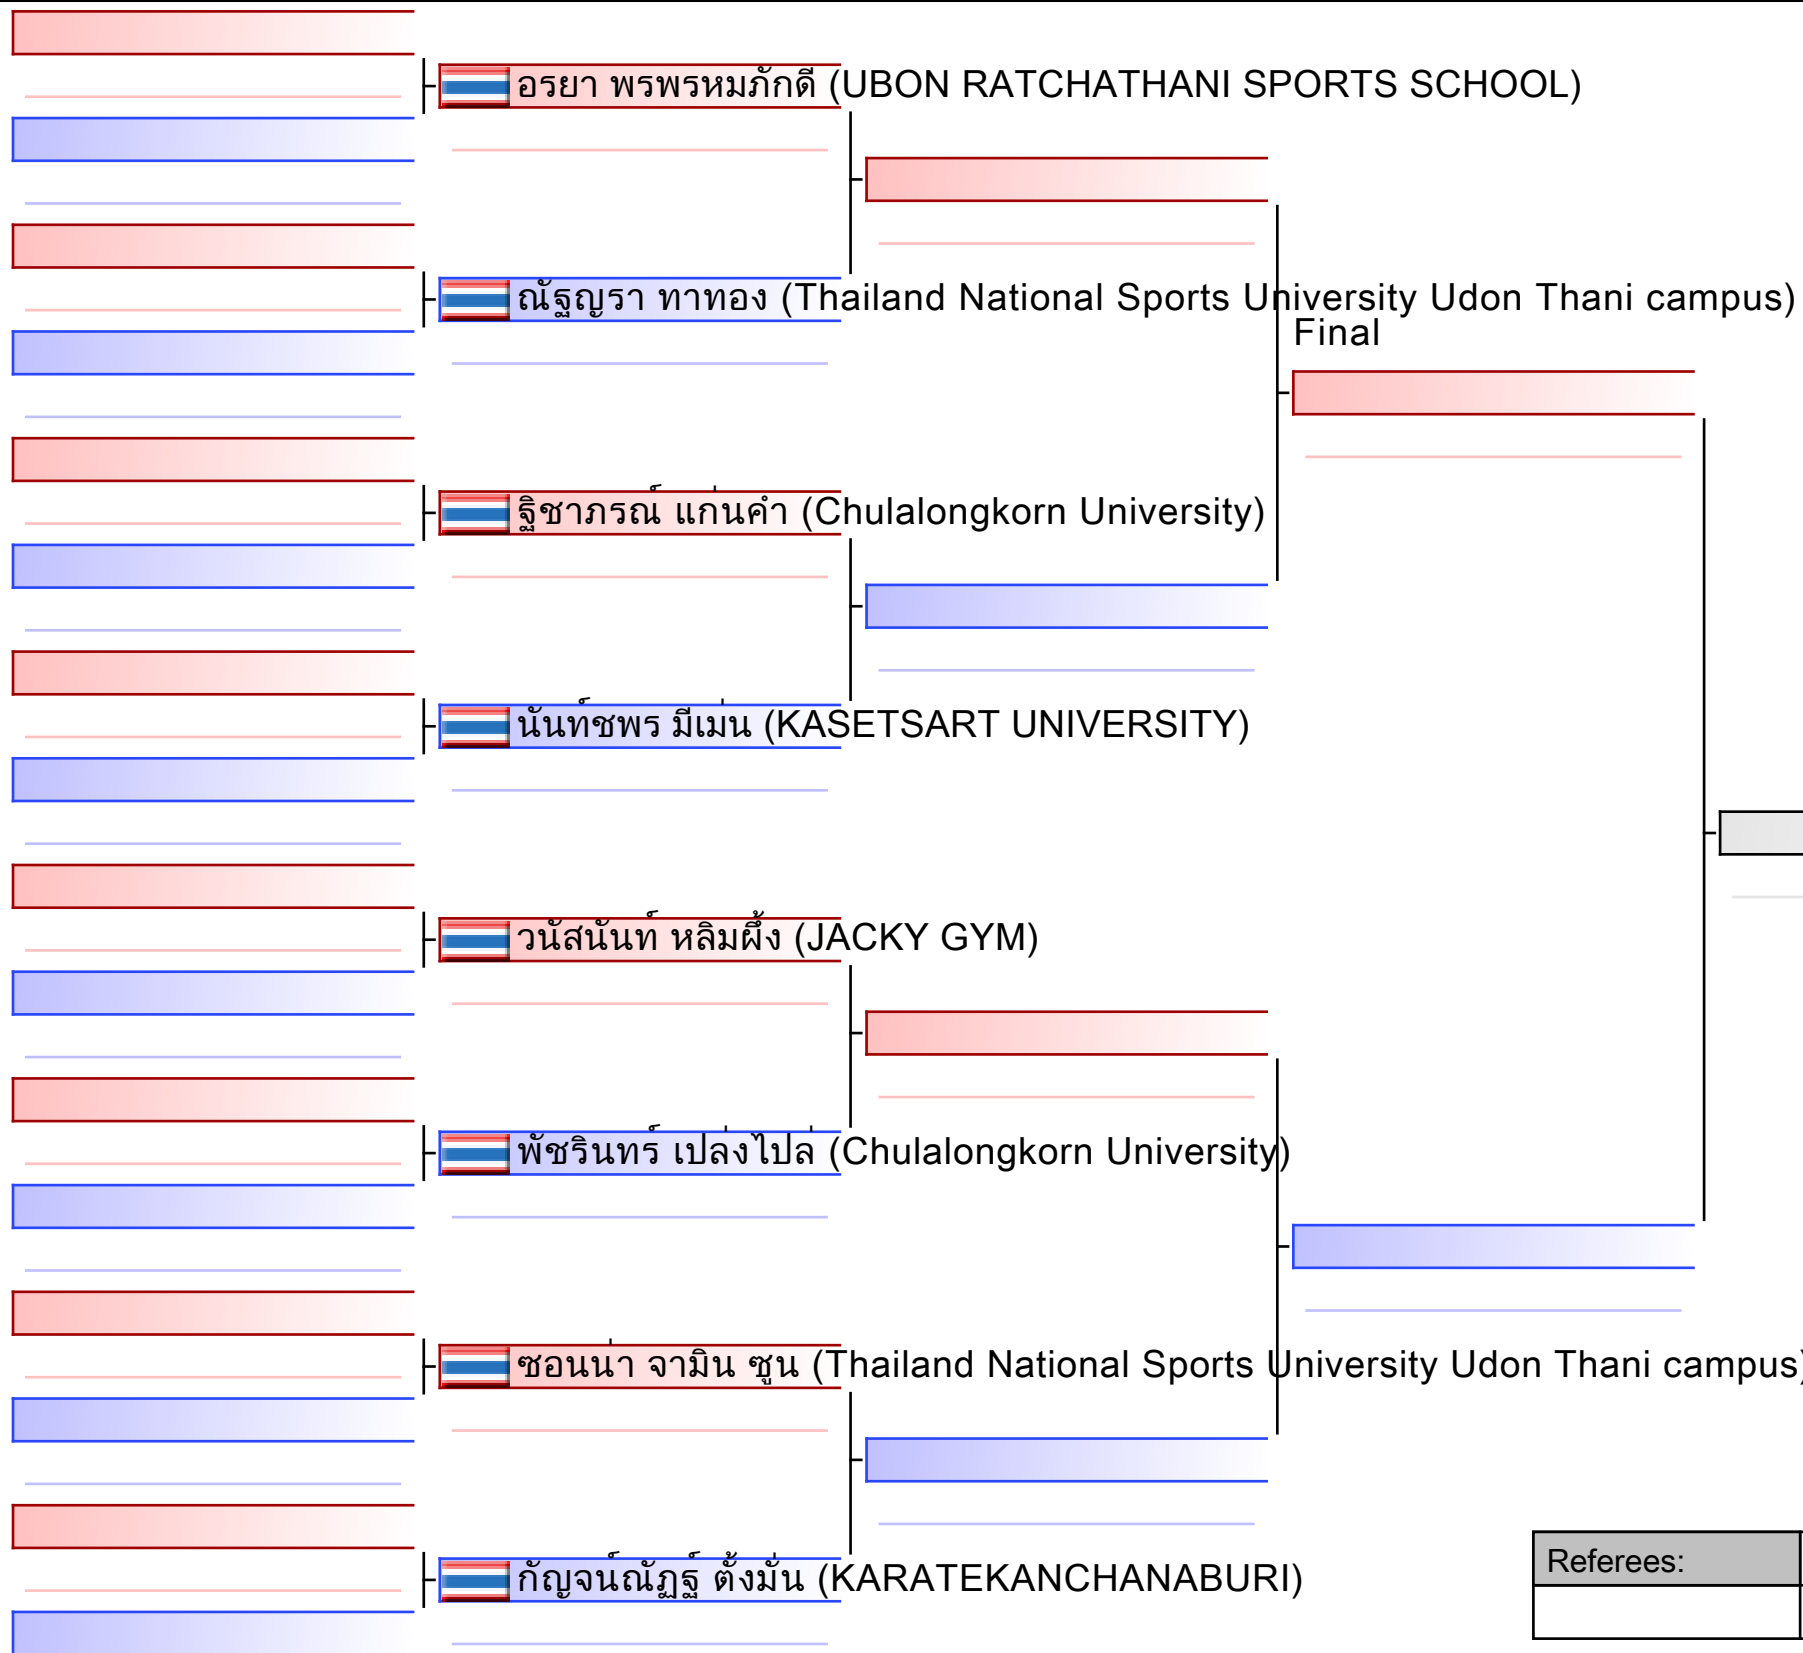 อรยา พรพรหมภักดี (UBON RATCHATHANI SPORTS SCHOOL)
ณัฐญรา ทาทอง (Thailand National Sports University Udon Thani campus)
Final
ฐิชาภรณ์ แก่นคำ (Chulalongkorn University)
นันท์ชพร มีเม่น (KASETSART UNIVERSITY)
วนัสนันท์ หลิมผึ้ง (JACKY GYM)
พัชรินทร์ เปล่งไปล่ (Chulalongkorn University)
ซอนน่า จามิน ซูน (Thailand National Sports University Udon Thani campus)
กัญจน์ณัฏฐ์ ตั้งมั่น (KARATEKANCHANABURI)
Referees: